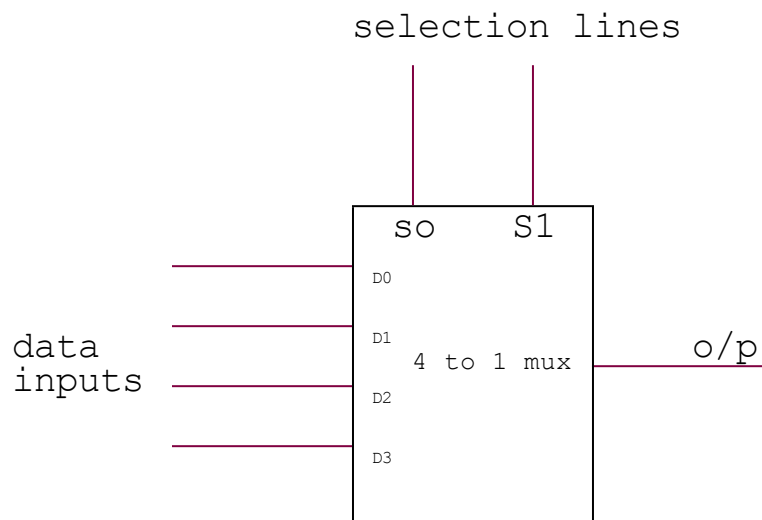 selection lines
so S1
D0
D1
data
inputs
4 to 1 mux
o/p
D2
D3